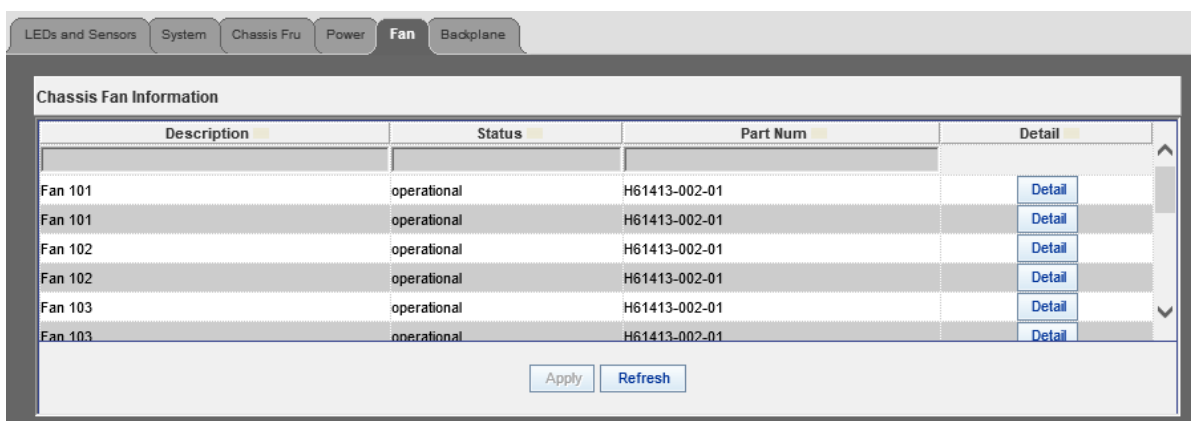 LEDs and Sensors System Chassis Fru Power Fan Backplane
Chassis Fan Information
Description Status Part Num Detail
Fan 101 operational H61413-002-01 Detail
Fan 101 operational H61413-002-01 Detail
Fan 102 operational H61413-002-01 Detail
Fan 102 operational H61413-002-01 Detail
Fan 103 operational H61413-002-01 Detail
Fan 103 operational H61413-002-01 Detail
Apply Refresh